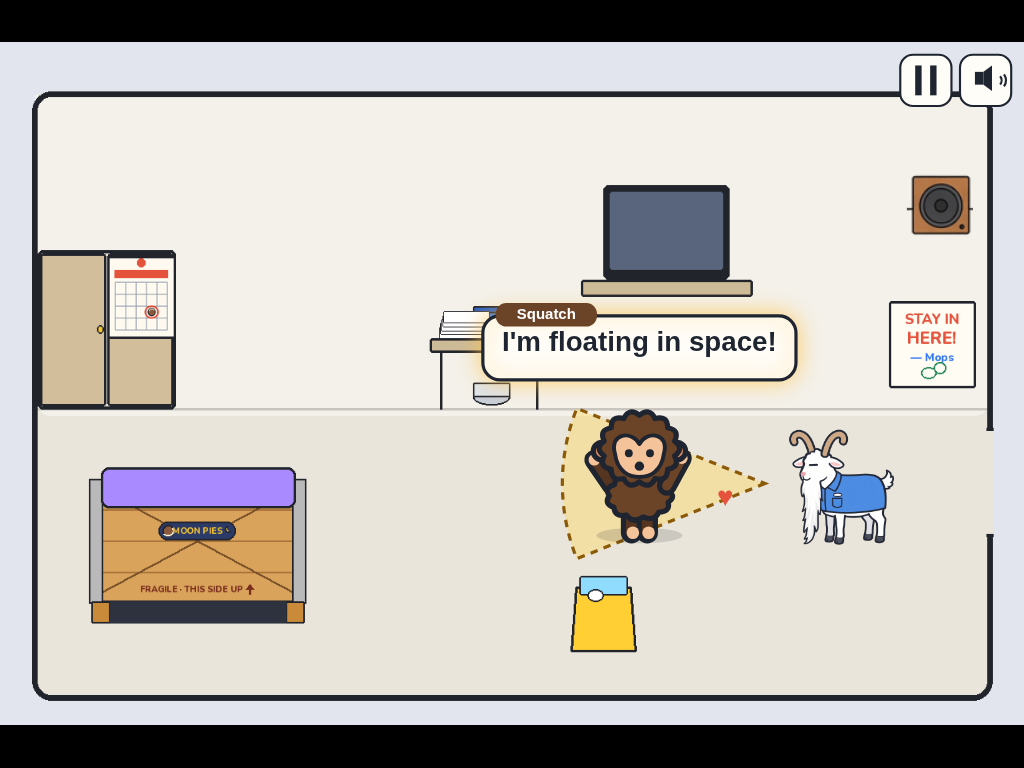 Squatch
I'm floating in space!
STAY IN
HERE!
— Mops
MOON PIES
FRAGILE · THIS SIDE UP